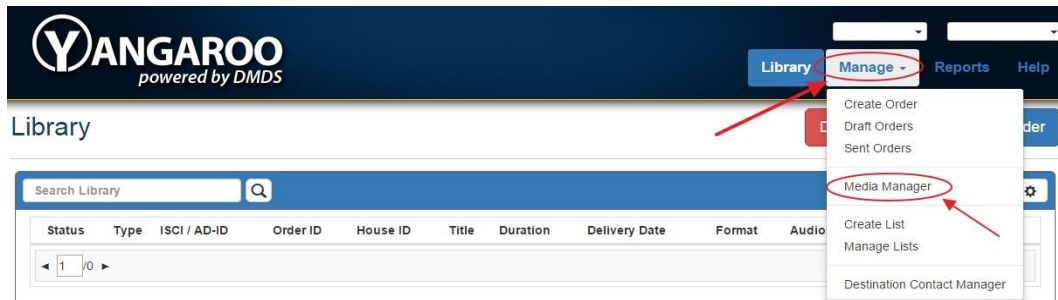 YANGAROO
powered by DMDS
Library Manage Reports Help
Library
Create Order
Draft Orders
Sent Orders
Media Manager
Create List
Manage Lists
Destination Contact Manager
Search Library
Status Type ISCI / AD-ID Order ID House ID Title Duration Delivery Date Format Audio
1 /0